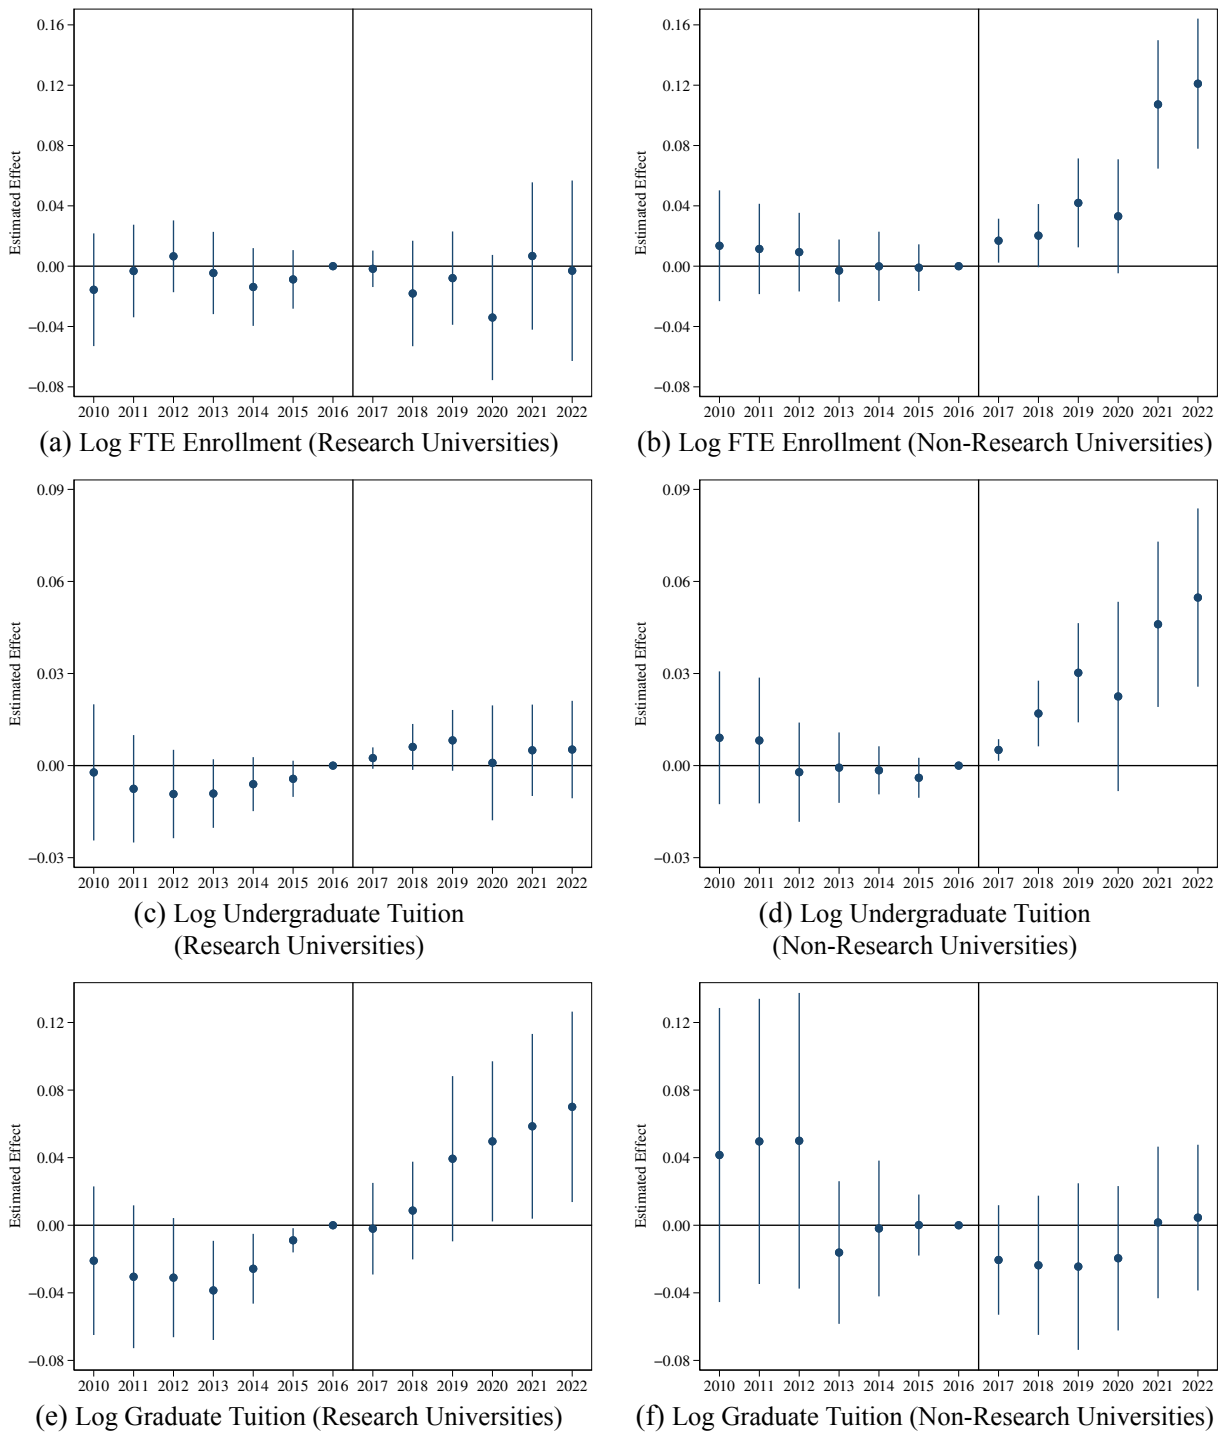 0.16
0.12
0.08
0.04
0.00
−0.04
−0.08
Estimated Effect
2010 2011 2012 2013 2014 2015 2016 2017 2018 2019 2020 2021 2022
(a) Log FTE Enrollment (Research Universities)
0.16
0.12
0.08
0.04
0.00
−0.04
−0.08
Estimated Effect
2010 2011 2012 2013 2014 2015 2016 2017 2018 2019 2020 2021 2022
(b) Log FTE Enrollment (Non-Research Universities)
0.09
0.06
0.03
0.00
−0.03
Estimated Effect
2010 2011 2012 2013 2014 2015 2016 2017 2018 2019 2020 2021 2022
(c) Log Undergraduate Tuition
(Research Universities)
0.09
0.06
0.03
0.00
−0.03
Estimated Effect
2010 2011 2012 2013 2014 2015 2016 2017 2018 2019 2020 2021 2022
(d) Log Undergraduate Tuition
(Non-Research Universities)
0.12
0.08
0.04
0.00
−0.04
−0.08
Estimated Effect
2010 2011 2012 2013 2014 2015 2016 2017 2018 2019 2020 2021 2022
(e) Log Graduate Tuition (Research Universities)
0.12
0.08
0.04
0.00
−0.04
−0.08
Estimated Effect
2010 2011 2012 2013 2014 2015 2016 2017 2018 2019 2020 2021 2022
(f) Log Graduate Tuition (Non-Research Universities)